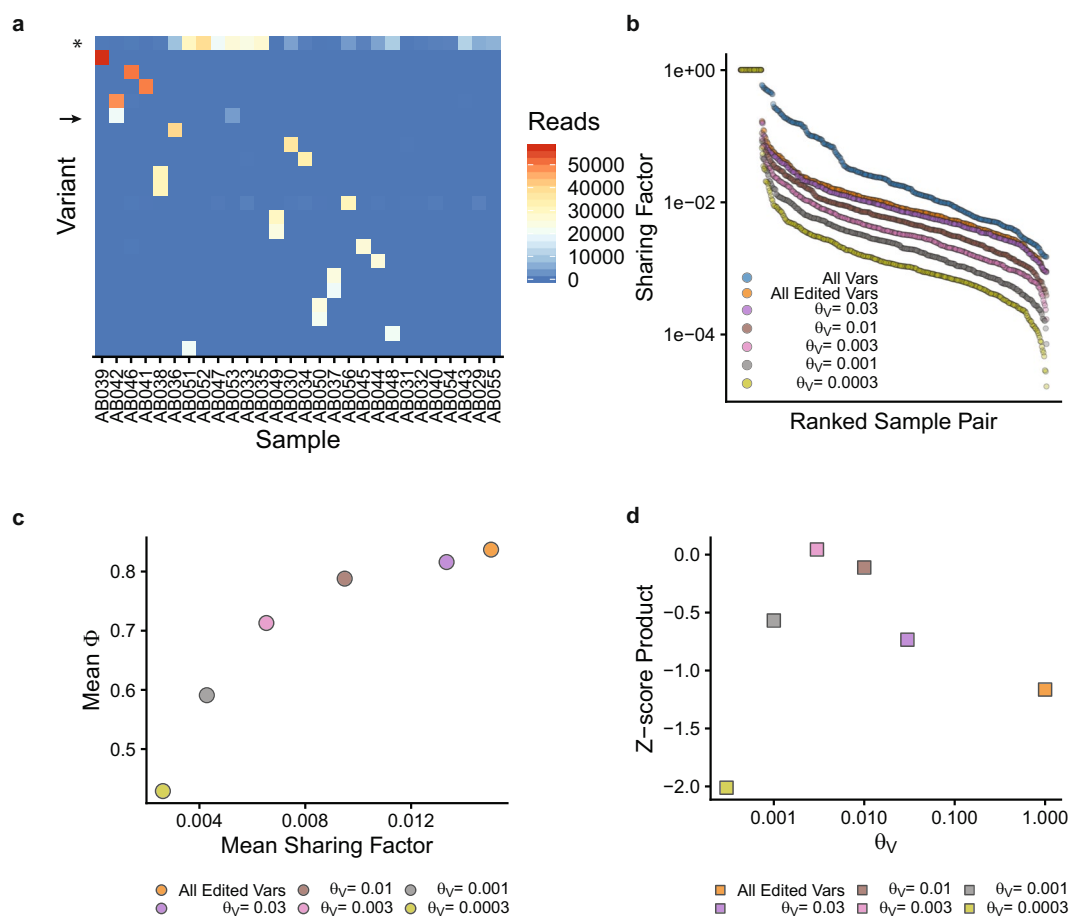 a
*
Variant
Reads
50000
40000
30000
20000
10000
0
AB039
AB042
AB046
AB041
AB038
AB036
AB051
AB052
AB047
AB053
AB033
AB035
AB049
AB030
AB034
AB050
AB037
AB056
AB045
AB044
AB048
AB031
AB032
AB040
AB054
AB043
AB029
AB055
Sample
b
Sharing Factor
1e+00
1e−02
1e−04
All Vars
All Edited Vars
θV= 0.03
θV= 0.01
θV= 0.003
θV= 0.001
θV= 0.0003
Ranked Sample Pair
c
Mean Φ
0.8
0.7
0.6
0.5
0.004 0.008 0.012
Mean Sharing Factor
All Edited Vars θV= 0.01 θV= 0.001
θV= 0.03 θV= 0.003 θV= 0.0003
d
Z−score Product
0.0
−0.5
−1.0
−1.5
−2.0
0.001 0.010 0.100 1.000
θV
All Edited Vars θV= 0.01 θV= 0.001
θV= 0.03 θV= 0.003 θV= 0.0003